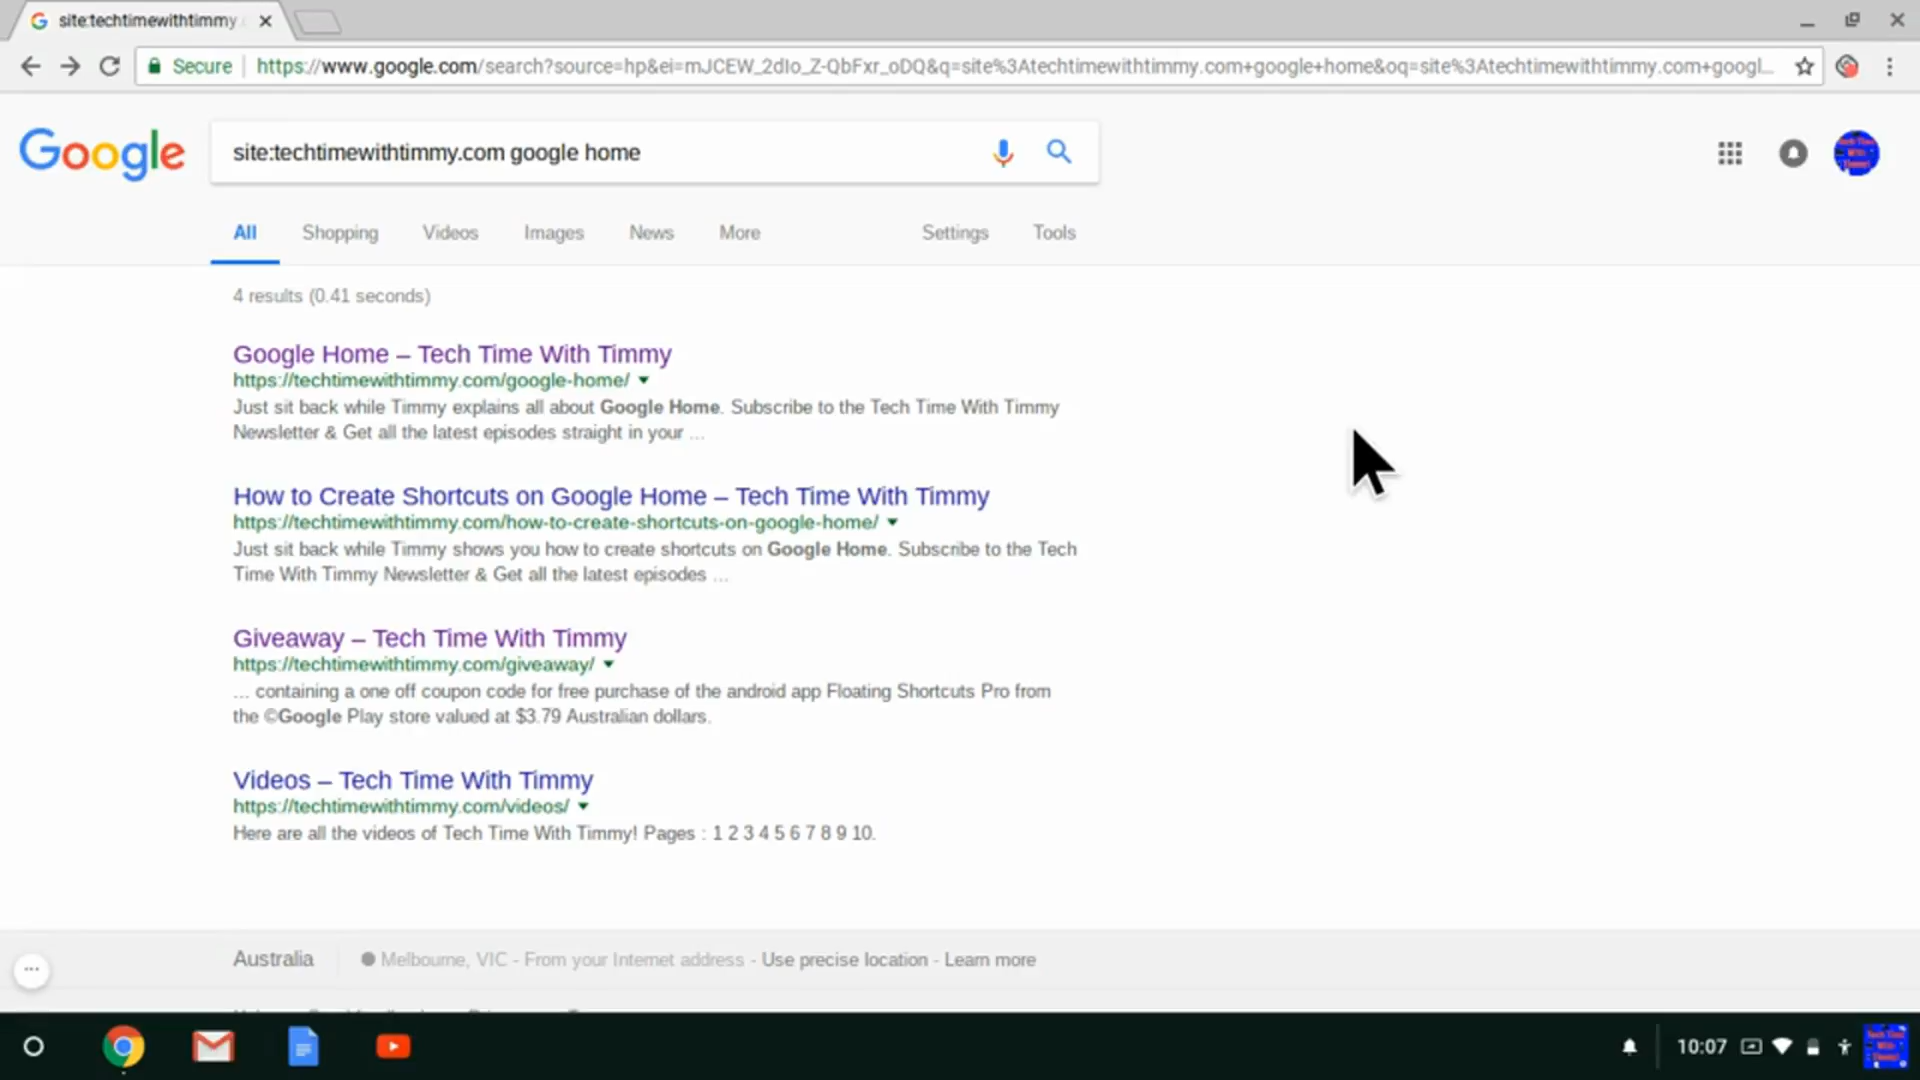 site:techtimewithtimmy
Secure https://www.google.com/search?source=hp&ei=mJCEW_2dIo_Z-QbFxr_oDQ&q=site%3Atechtimewithtimmy.com+google+home&oq=site%3Atechtimewithtimmy.com+googl...
Google site:techtimewithtimmy.com google home
All Shopping Videos Images News More Settings Tools
4 results (0.41 seconds)
Google Home – Tech Time With Timmy
https://techtimewithtimmy.com/google-home/
Just sit back while Timmy explains all about Google Home. Subscribe to the Tech Time With Timmy
Newsletter & Get all the latest episodes straight in your ...
How to Create Shortcuts on Google Home – Tech Time With Timmy
https://techtimewithtimmy.com/how-to-create-shortcuts-on-google-home/
Just sit back while Timmy shows you how to create shortcuts on Google Home. Subscribe to the Tech
Time With Timmy Newsletter & Get all the latest episodes ...
Giveaway – Tech Time With Timmy
https://techtimewithtimmy.com/giveaway/
... containing a one off coupon code for free purchase of the android app Floating Shortcuts Pro from
the ©Google Play store valued at $3.79 Australian dollars.
Videos – Tech Time With Timmy
https://techtimewithtimmy.com/videos/
Here are all the videos of Tech Time With Timmy! Pages : 1 2 3 4 5 6 7 8 9 10.
Australia Melbourne, VIC - From your Internet address - Use precise location - Learn more
10:07